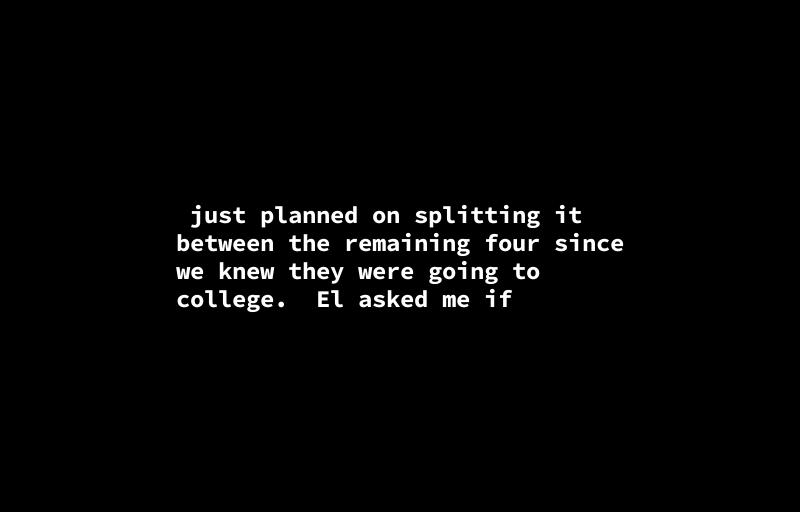 just planned on splitting it
between the remaining four since
we knew they were going to
college.  El asked me if